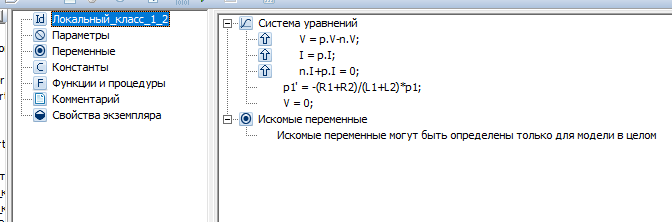 Локальный_класс_1_2
Параметры
Переменные
Константы
Функции и процедуры
Комментарий
Свойства экземпляра
Система уравнений
V = p.V-n.V;
I = p.I;
n.I+p.I = 0;
p1' = -(R1+R2)/(L1+L2)*p1;
V = 0;
Искомые переменные
Искомые переменные могут быть определены только для модели в целом